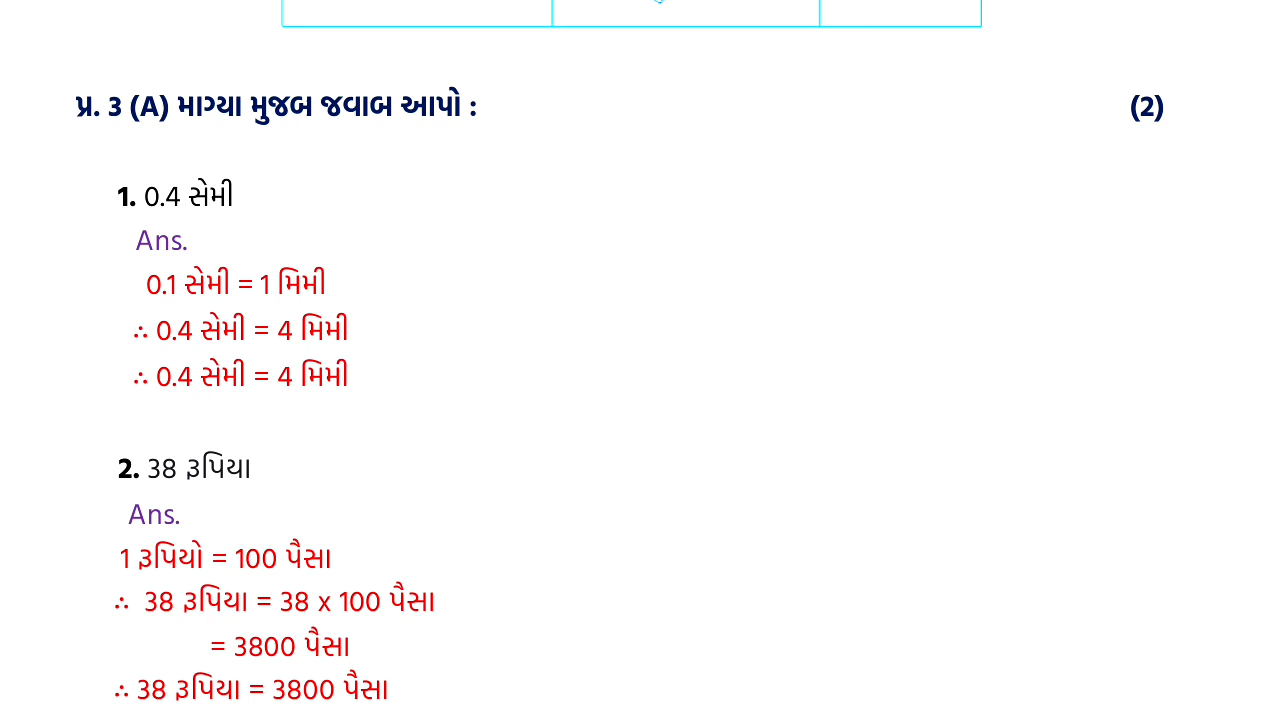 પ્ર. ૩ (A) માગ્યા મુજબ જવાબ આપો : (2)
1. 0.4 સેમી
Ans.
0.1 સેમી = 1 મિમી
∴ 0.4 સેમી = 4 મિમી
∴ 0.4 સેમી = 4 મિમી
2. 38 રૂપિયા
Ans.
1 રૂપિયો = 100 પૈસા
∴ 38 રૂપિયા = 38 x 100 પૈસા
= 3800 પૈસા
∴ 38 રૂપિયા = 3800 પૈસા